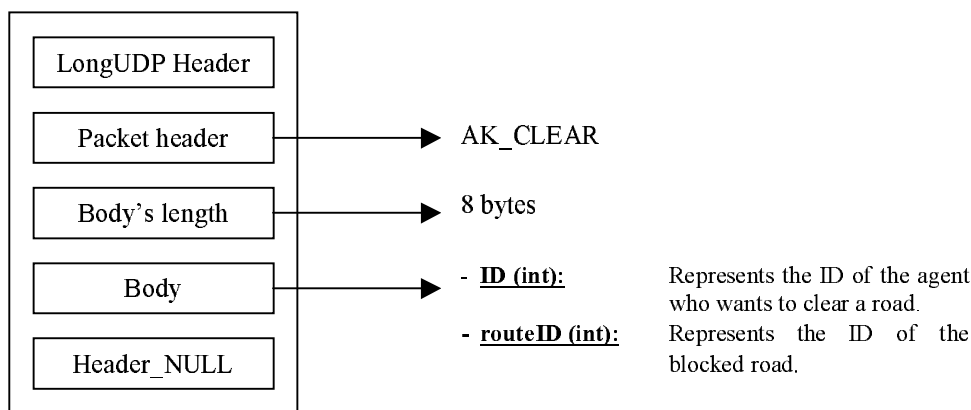 LongUDP Header
Packet header
AK_CLEAR
Body’s length
8 bytes
Body
- ID (int): Represents the ID of the agent
who wants to clear a road.
- routeID (int): Represents the ID of the
blocked road.
Header_NULL